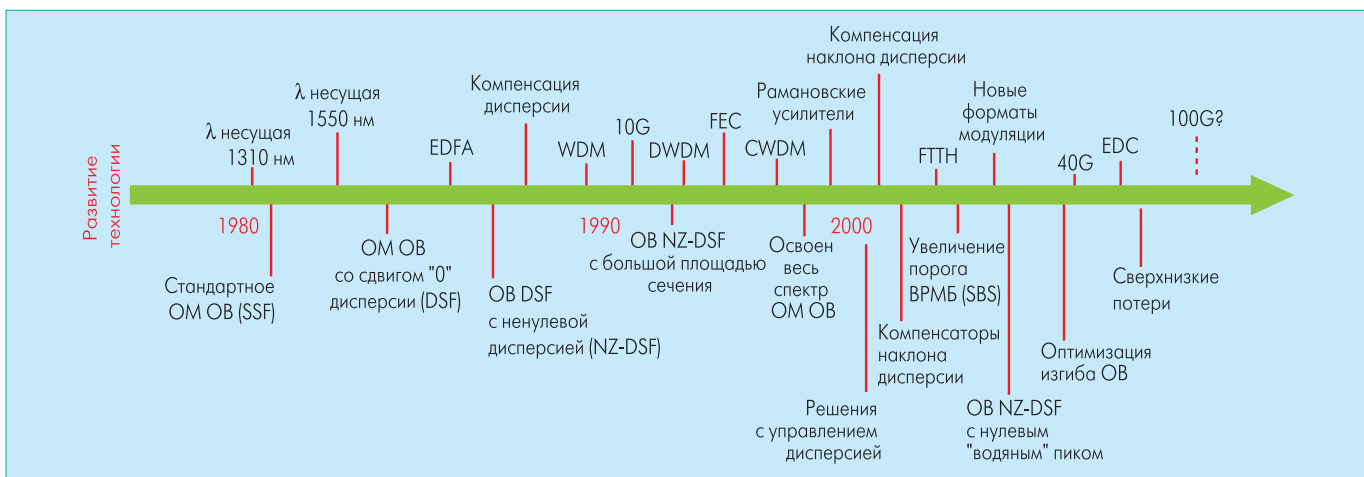 Развитие
технологии
λ несущая
1310 нм
λ несущая
1550 нм
EDFA
Компенсация
дисперсии
WDM
10G
DWDM
FEC
CWDM
Рамановские
усилители
Компенсация
наклона дисперсии
FTTH
Новые
форматы
модуляции
40G
EDC
100G?
1980
1990
2000
Стандартное
ОМ ОВ (SSF)
ОМ ОВ
со сдвигом "0"
дисперсии (DSF)
ОВ DSF
с ненулевой
дисперсией (NZ-DSF)
ОВ NZ-DSF
с большой площадью
сечения
Освоен
весь
спектр
ОМ ОВ
Решения
с управлением
дисперсией
Компенсаторы
наклона
дисперсии
Увеличение
порога
ВРМБ (SBS)
ОВ NZ-DSF
с нулевым
"водяным" пиком
Оптимизация
изгиба ОВ
Сверхнизкие
потери